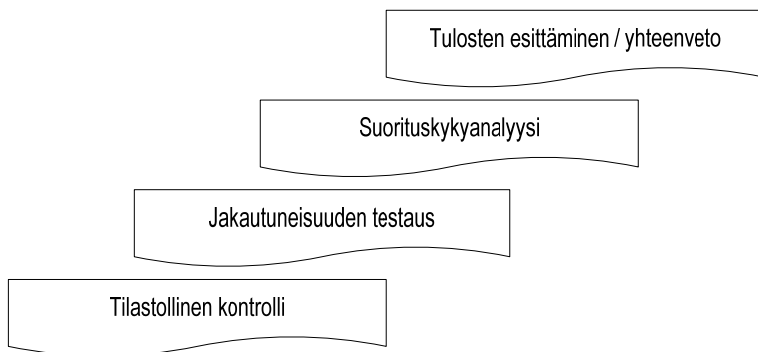 Tulosten esittäminen / yhteenveto
Suorituskykyanalyysi
Jakautuneisuuden testaus
Tilastollinen kontrolli